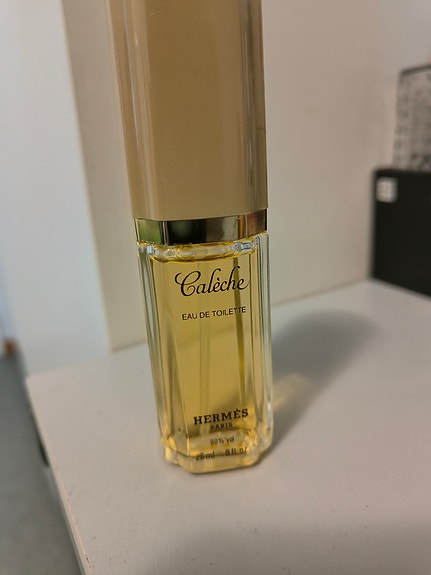 Calèche
EAU DE TOILETTE
HERMÈS
PARIS